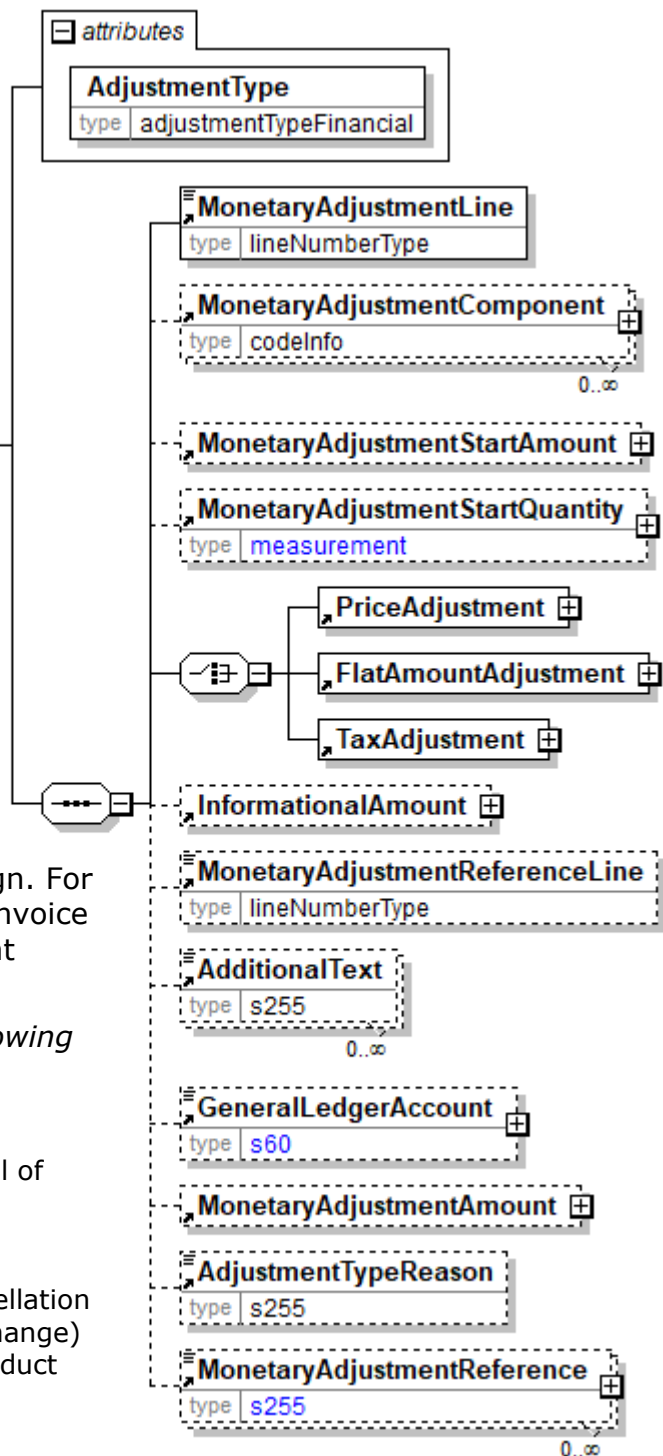 attributes
AdjustmentType
type adjustmentTypeFinancial
MonetaryAdjustmentLine
type lineNumberType
MonetaryAdjustmentComponent
type codeInfo
0..∞
MonetaryAdjustmentStartAmount
MonetaryAdjustmentStartQuantity
type measurement
PriceAdjustment
FlatAmountAdjustment
TaxAdjustment
InformationalAmount
MonetaryAdjustmentReferenceLine
type lineNumberType
AdditionalText
type s255
0..∞
GeneralLedgerAccount
type s60
MonetaryAdjustmentAmount
AdjustmentTypeReason
type s255
MonetaryAdjustmentReference
type s255
0..∞
gn. For
nvoice
nt
owing
l of
ellation
hange)
duct